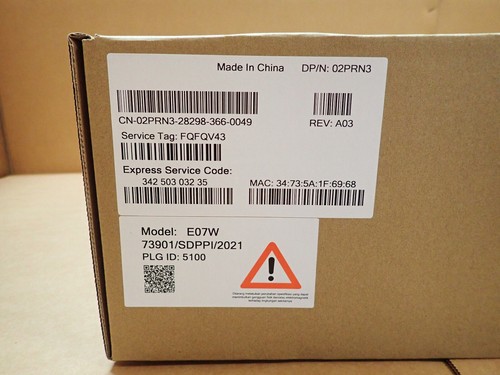 Made In China DP/N: 02PRN3
CN-02PRN3-28298-366-0049
REV: A03
Service Tag: FQFQV43
Express Service Code:
342 503 032 35
MAC: 34:73:5A:1F:69:68
Model: E07W
73901/SDPPI/2021
PLG ID: 5100